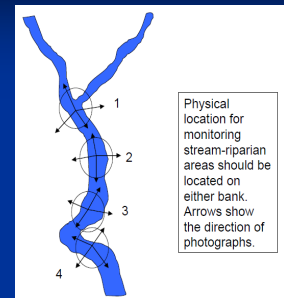 1
2
3
4
Physical
location for
monitoring
stream-riparian
areas should be
located on
either bank.
Arrows show
the direction of
photographs.